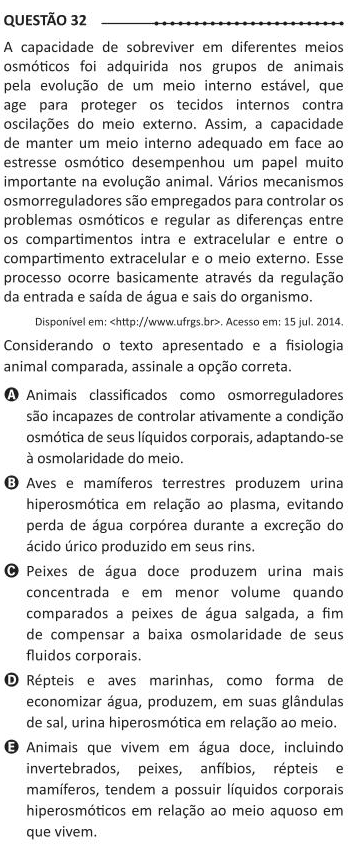 QUESTÃO 32
A capacidade de sobreviver em diferentes meios
osmóticos foi adquirida nos grupos de animais
pela evolução de um meio interno estável, que
age para proteger os tecidos internos contra
oscilações do meio externo. Assim, a capacidade
de manter um meio interno adequado em face ao
estresse osmótico desempenhou um papel muito
importante na evolução animal. Vários mecanismos
osmorreguladores são empregados para controlar os
problemas osmóticos e regular as diferenças entre
os compartimentos intra e extracelular e entre o
compartimento extracelular e o meio externo. Esse
processo ocorre basicamente através da regulação
da entrada e saída de água e sais do organismo.
Disponível em: <http://www.ufrgs.br>. Acesso em: 15 jul. 2014.
Considerando o texto apresentado e a fisiologia
animal comparada, assinale a opção correta.
A Animais classificados como osmorreguladores
são incapazes de controlar ativamente a condição
osmótica de seus líquidos corporais, adaptando-se
à osmolaridade do meio.
B Aves e mamíferos terrestres produzem urina
hiperosmótica em relação ao plasma, evitando
perda de água corpórea durante a excreção do
ácido úrico produzido em seus rins.
C Peixes de água doce produzem urina mais
concentrada e em menor volume quando
comparados a peixes de água salgada, a fim
de compensar a baixa osmolaridade de seus
fluidos corporais.
D Répteis e aves marinhas, como forma de
economizar água, produzem, em suas glândulas
de sal, urina hiperosmótica em relação ao meio.
E Animais que vivem em água doce, incluindo
invertebrados, peixes, anfíbios, répteis e
mamíferos, tendem a possuir líquidos corporais
hiperosmóticos em relação ao meio aquoso em
que vivem.